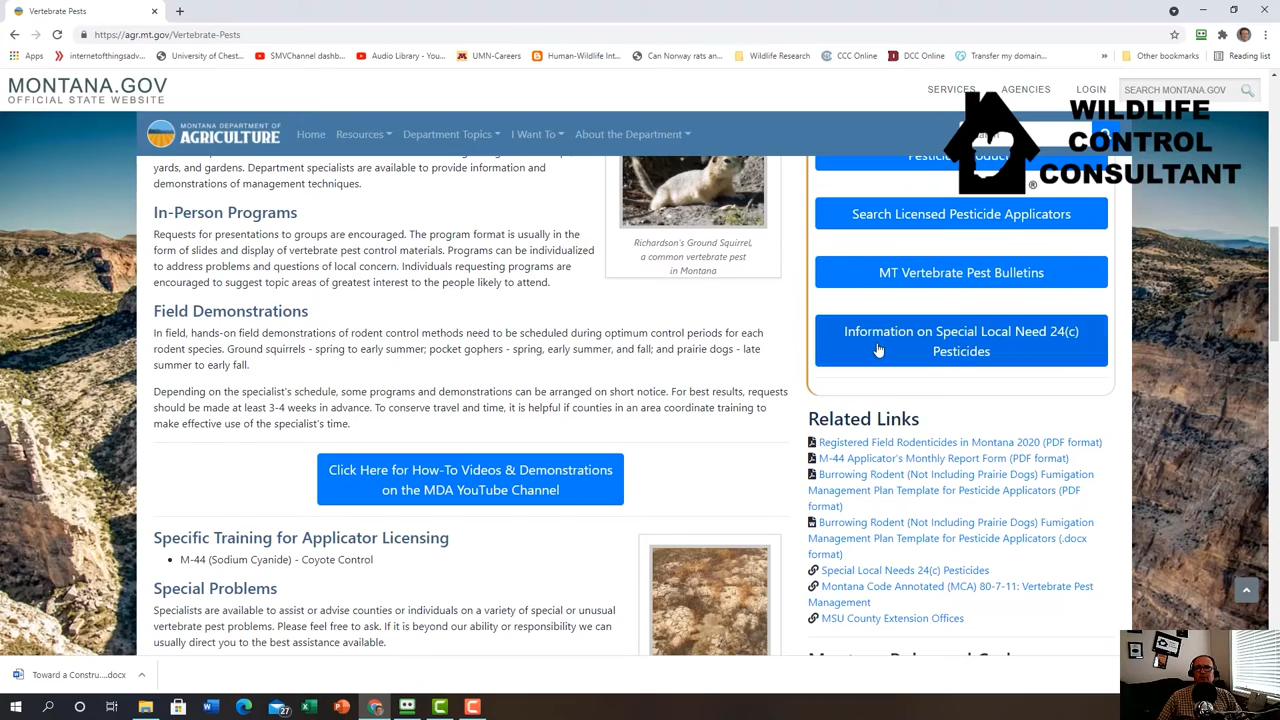 Vertebrate Pests
https://agr.mt.gov/Vertebrate-Pests
Apps
internetofthingsadv...
University of Chest...
SMVChannel dashb...
Audio Library - You...
UMN-Careers
Human-Wildlife Int...
Can Norway rats an...
Wildlife Research
CCC Online
DCC Online
Transfer my domain...
»
Other bookmarks
Reading list
MONTANA.GOV
OFFICIAL STATE WEBSITE
SERVICES
AGENCIES
LOGIN
SEARCH MONTANA.GOV
MONTANA DEPARTMENT OF
AGRICULTURE
Home
Resources
Department Topics
I Want To
About the Department
WILDLIFE
CONTROL
CONSULTANT
®
yards, and gardens. Department specialists are available to provide information and
demonstrations of management techniques.
In-Person Programs
Requests for presentations to groups are encouraged. The program format is usually in the
form of slides and display of vertebrate pest control materials. Programs can be individualized
to address problems and questions of local concern. Individuals requesting programs are
encouraged to suggest topic areas of greatest interest to the people likely to attend.
Richardson's Ground Squirrel,
a common vertebrate pest
in Montana
Field Demonstrations
In field, hands-on field demonstrations of rodent control methods need to be scheduled during optimum control periods for each
rodent species. Ground squirrels - spring to early summer; pocket gophers - spring, early summer, and fall; and prairie dogs - late
summer to early fall.
Depending on the specialist's schedule, some programs and demonstrations can be arranged on short notice. For best results, requests
should be made at least 3-4 weeks in advance. To conserve travel and time, it is helpful if counties in an area coordinate training to
make effective use of the specialist's time.
Click Here for How-To Videos & Demonstrations
on the MDA YouTube Channel
Specific Training for Applicator Licensing
• M-44 (Sodium Cyanide) - Coyote Control
Special Problems
Specialists are available to assist or advise counties or individuals on a variety of special or unusual
vertebrate pest problems. Please feel free to ask. If it is beyond our ability or responsibility we can
usually direct you to the best assistance available.
Search Licensed Pesticide Applicators
MT Vertebrate Pest Bulletins
Information on Special Local Need 24(c)
Pesticides
Related Links
Registered Field Rodenticides in Montana 2020 (PDF format)
M-44 Applicator's Monthly Report Form (PDF format)
Burrowing Rodent (Not Including Prairie Dogs) Fumigation
Management Plan Template for Pesticide Applicators (PDF
format)
Burrowing Rodent (Not Including Prairie Dogs) Fumigation
Management Plan Template for Pesticide Applicators (.docx
format)
Special Local Needs 24(c) Pesticides
Montana Code Annotated (MCA) 80-7-11: Vertebrate Pest
Management
MSU County Extension Offices
Toward a Constru....docx
27